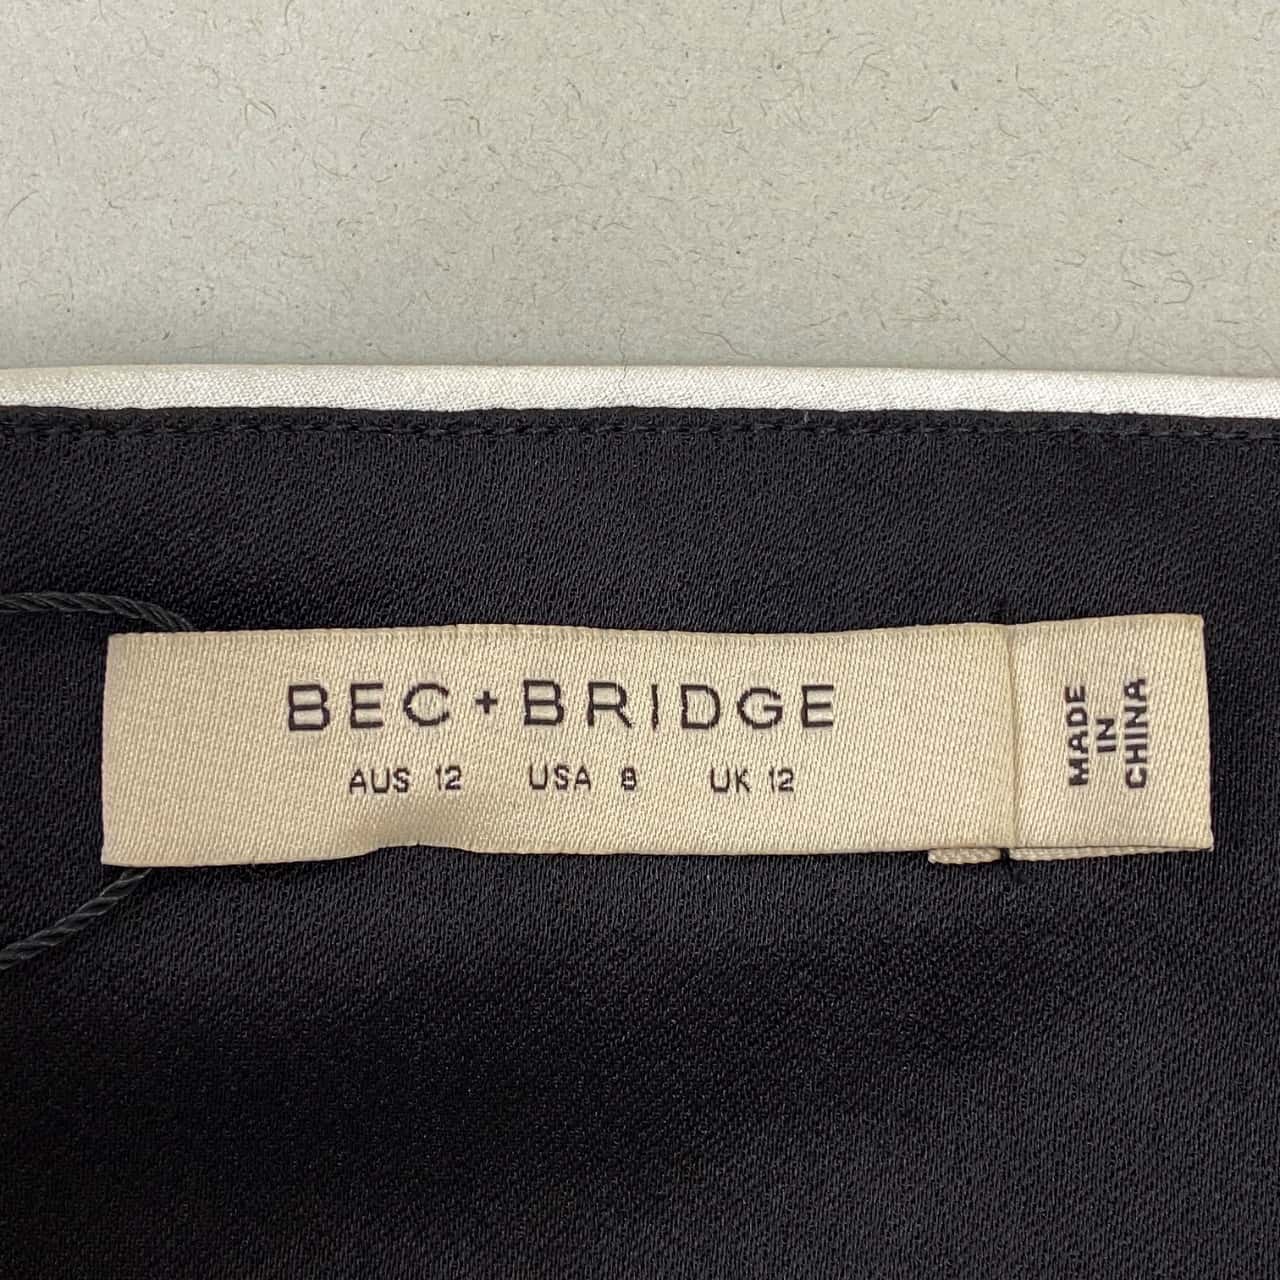 BEC + BRIDGE
AUS 12 USA 8 UK 12
MADE
IN
CHINA